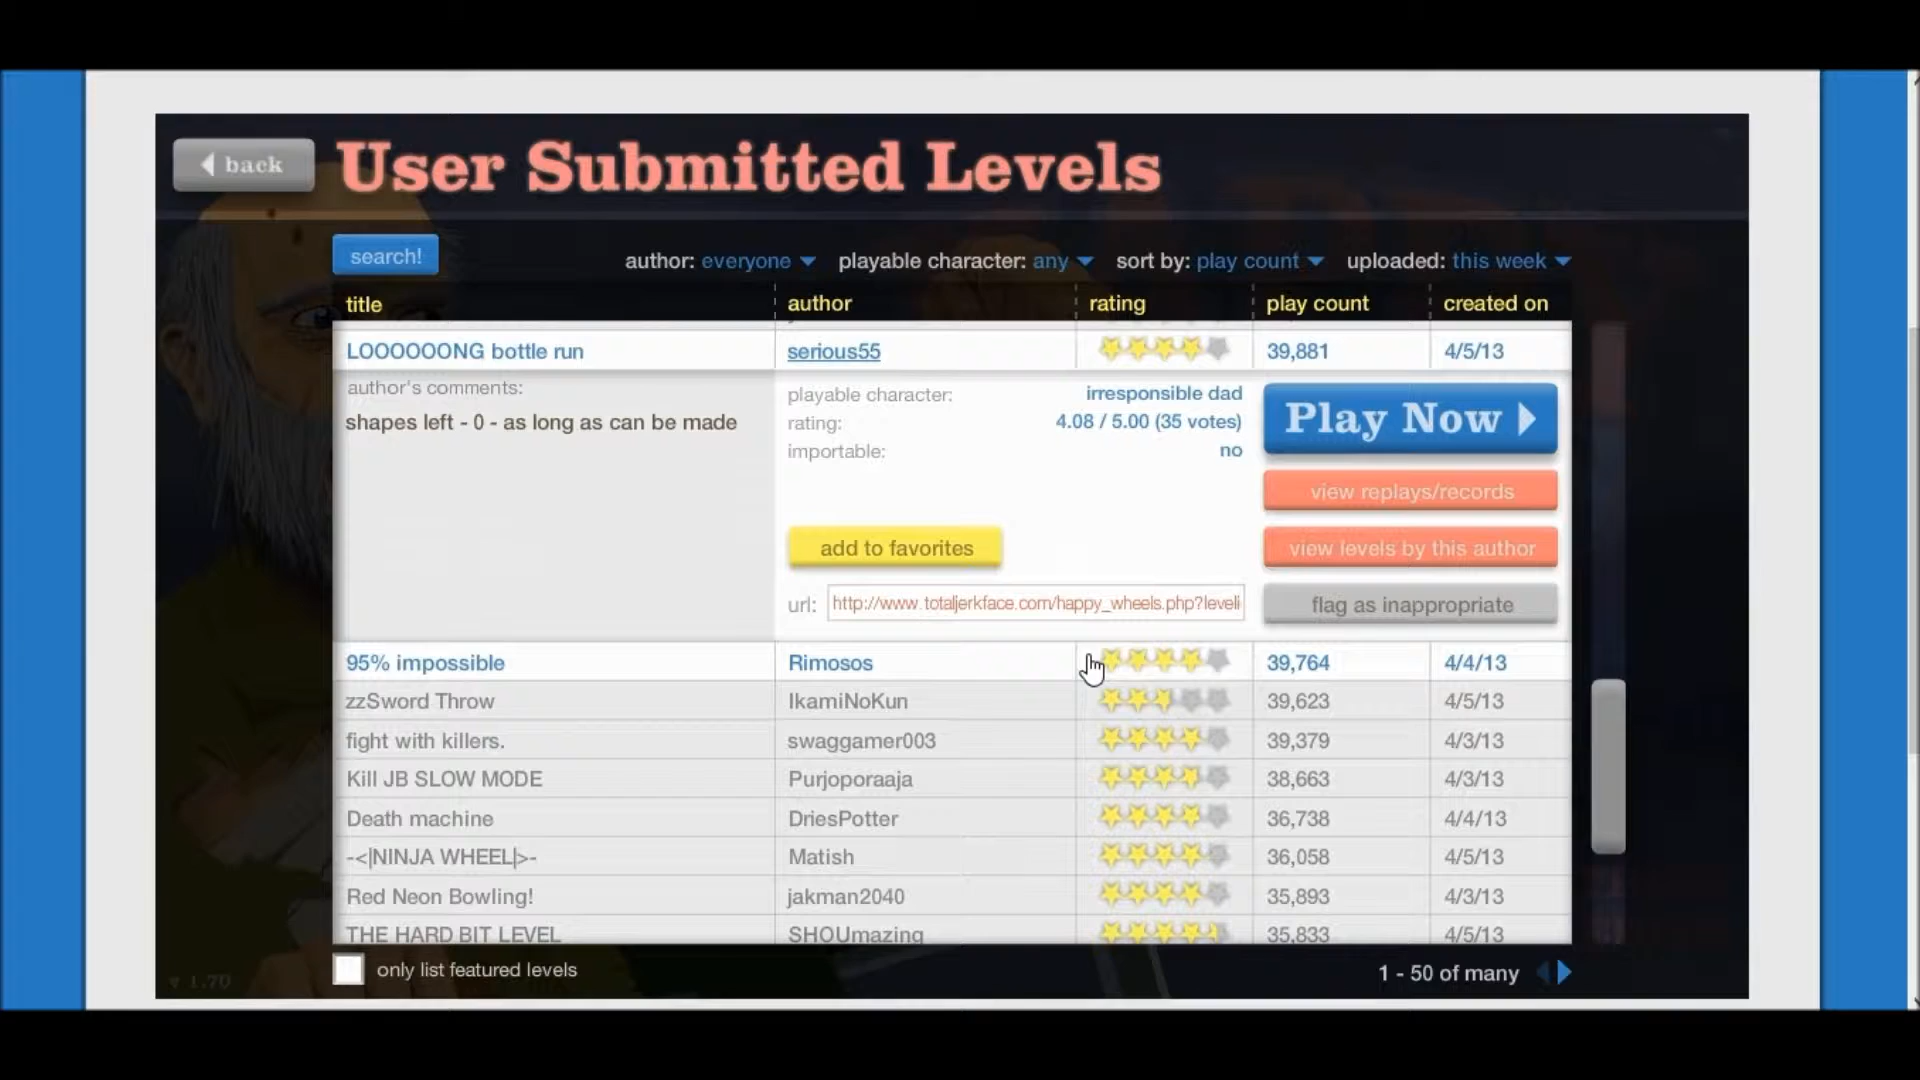 back
User Submitted Levels
search!
author: everyone playable character: any sort by: play count uploaded: this week
title author rating play count created on
LOOOOOONG bottle run serious55 39,881 4/5/13
author's comments:
shapes left - 0 - as long as can be made
playable character: irresponsible dad
rating: 4.08 / 5.00 (35 votes)
importable: no
Play Now
view replays/records
add to favorites
view levels by this author
url: http://www.totaljerkface.com/happy_wheels.php?leveli
flag as inappropriate
95% impossible Rimosos 39,764 4/4/13
zzSword Throw IkamiNoKun 39,623 4/5/13
fight with killers. swaggamer003 39,379 4/3/13
Kill JB SLOW MODE Purjoporaaja 38,663 4/3/13
Death machine DriesPotter 36,738 4/4/13
-<|NINJA WHEEL|>- Matish 36,058 4/5/13
Red Neon Bowling! jakman2040 35,893 4/3/13
THE HARD BIT LEVEL SHOUmazing 35,833 4/5/13
only list featured levels
1 - 50 of many
v 1.70